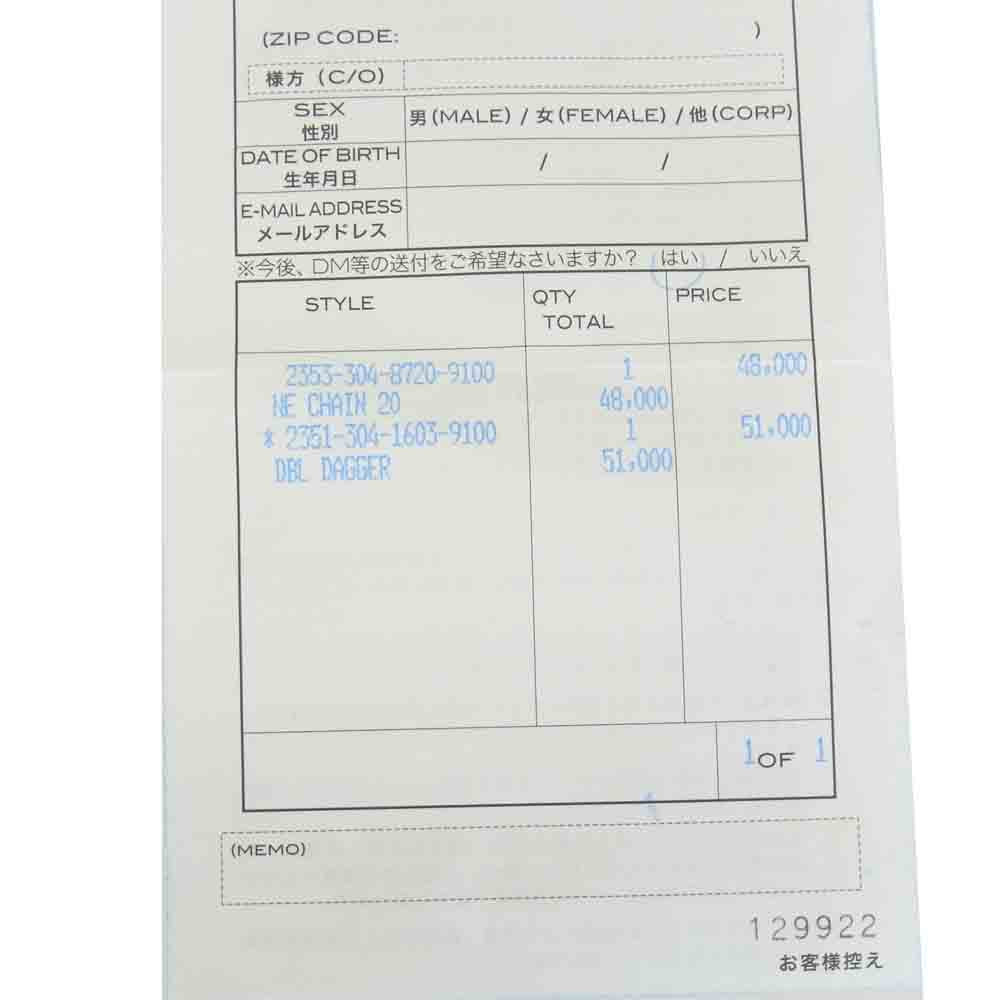 (ZIP CODE: )
様方 (C/O)
SEX 男(MALE) / 女(FEMALE) / 他(CORP)
性別
DATE OF BIRTH / /
生年月日
E-MAIL ADDRESS
メールアドレス
※今後、DM等の送付をご希望なさいますか? はい / いいえ
STYLE QTY PRICE
TOTAL
2353-304-8720-9100 1 48,000
NE CHAIN 20 48,000
* 2351-304-1603-9100 1 51,000
DBL DAGGER 51,000
1 OF 1
(MEMO)
129922
お客様控え